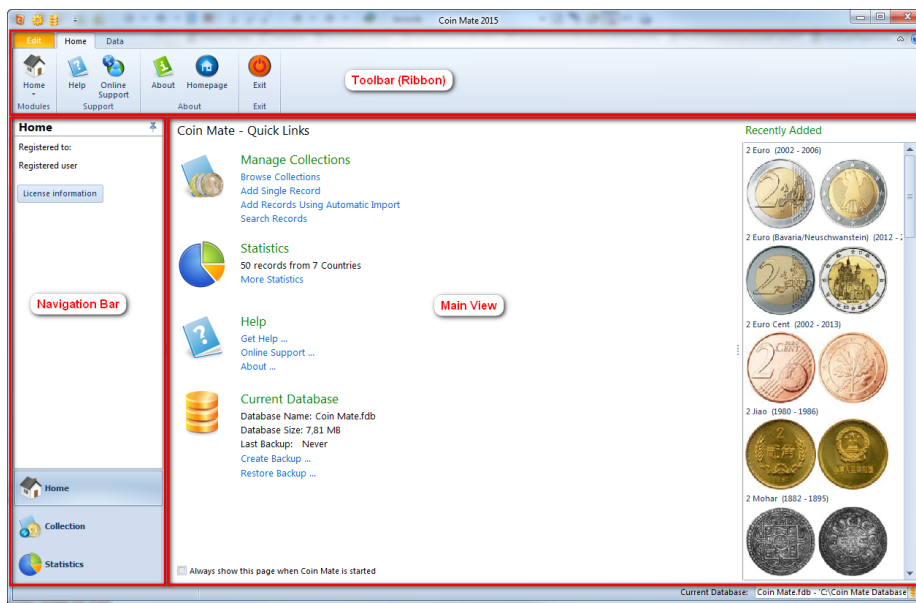 Coin Mate 2015
Edit Home Data
Home Help Online Support About Homepage Exit
Modules Support About Exit
Toolbar (Ribbon)
Home
Registered to:
Registered user
License information
Navigation Bar
Home
Collection
Statistics
Coin Mate - Quick Links
Manage Collections
Browse Collections
Add Single Record
Add Records Using Automatic Import
Search Records
Statistics
50 records from 7 Countries
More Statistics
Main View
Help
Get Help ...
Online Support ...
About ...
Current Database
Database Name: Coin Mate.fdb
Database Size: 7,81 MB
Last Backup: Never
Create Backup ...
Restore Backup ...
Always show this page when Coin Mate is started
Recently Added
2 Euro (2002 - 2006)
2 Euro (Bavaria/Neuschwanstein) (2012 - 2
2 Euro Cent (2002 - 2013)
2 Jiao (1980 - 1986)
2 Mohar (1882 - 1895)
Current Database: Coin Mate.fdb - 'C:\Coin Mate Database